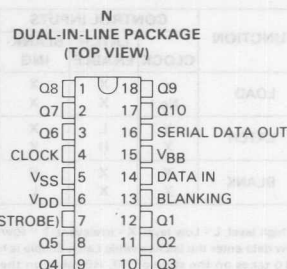 N
DUAL-IN-LINE PACKAGE
(TOP VIEW)
Q8 1 18 Q9
Q7 2 17 Q10
Q6 3 16 SERIAL DATA OUT
CLOCK 4 15 VBB
VSS 5 14 DATA IN
VDD 6 13 BLANKING
STROBE) 7 12 Q1
Q5 8 11 Q2
Q4 9 10 Q3